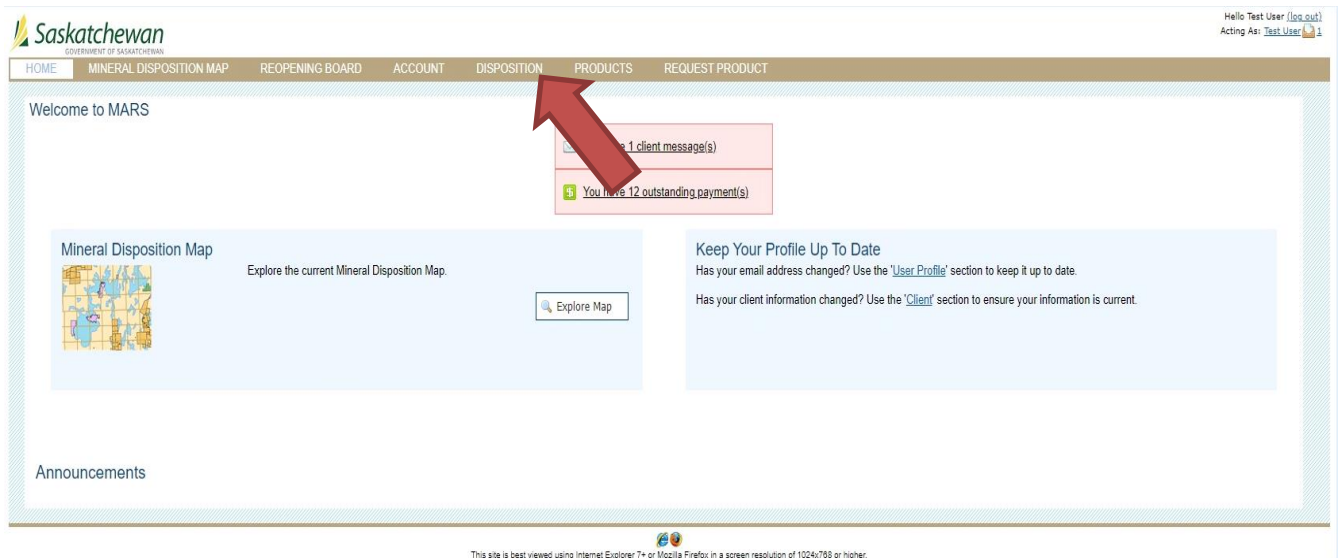 Saskatchewan
GOVERNMENT OF SASKATCHEWAN
Hello Test User (log out)
Acting As: Test User 1
HOME MINERAL DISPOSITION MAP REOPENING BOARD ACCOUNT DISPOSITION PRODUCTS REQUEST PRODUCT
Welcome to MARS
1 client message(s)
You have 12 outstanding payment(s)
Mineral Disposition Map
Explore the current Mineral Disposition Map.
Explore Map
Keep Your Profile Up To Date
Has your email address changed? Use the 'User Profile' section to keep it up to date.
Has your client information changed? Use the 'Client' section to ensure your information is current.
Announcements
This site is best viewed using Internet Explorer 7+ or Mozilla Firefox in a screen resolution of 1024x768 or higher.